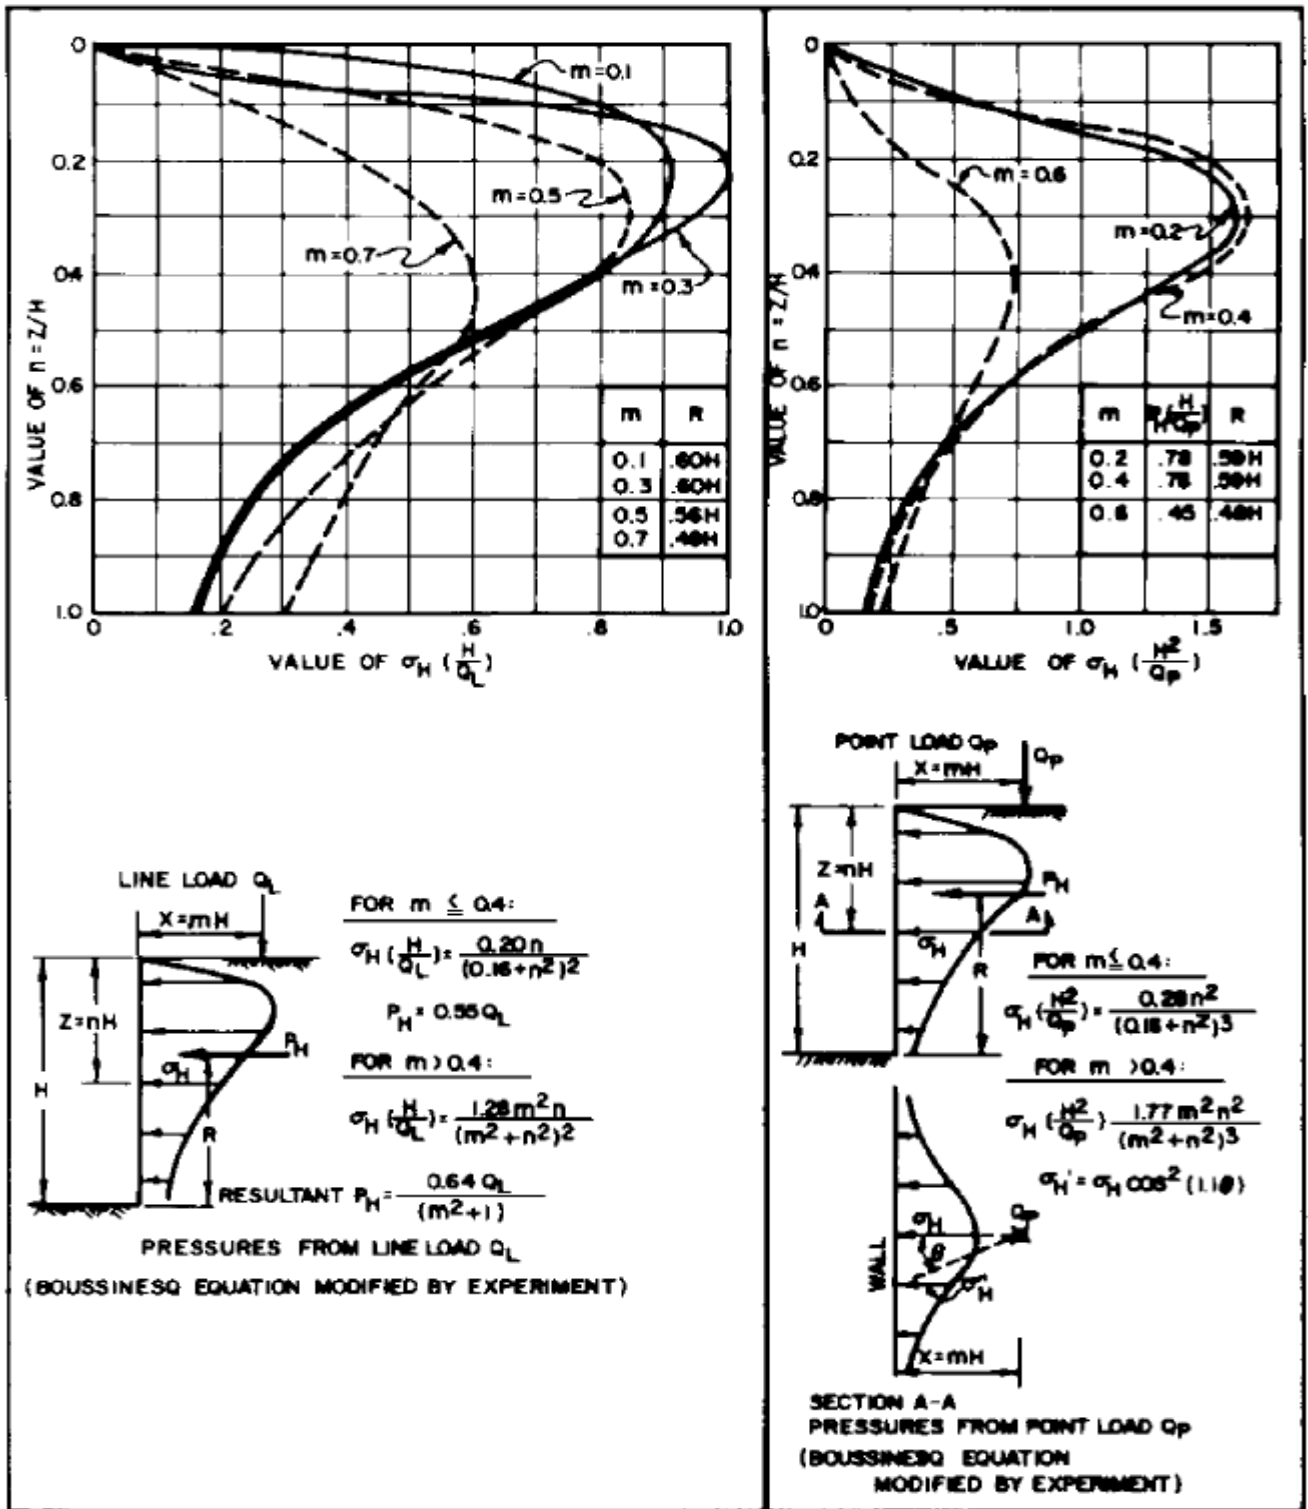 0
0.2
0.4
0.6
0.8
1.0
VALUE OF n = Z/H
m=0.1
m=0.5
m=0.7
m=0.3
m R
0.1 .60H
0.3 .60H
0.5 .56H
0.7 .48H
0 .2 .4 .6 .8 1.0
VALUE OF σH (H/QL)
LINE LOAD QL
X=mH
Z=nH
H
σH
PH
R
FOR m ≦ 0.4:
σH (H/QL) = 0.20n/(0.16+n²)²
PH = 0.55QL
FOR m > 0.4:
σH (H/QL) = 1.28m²n/(m²+n²)²
RESULTANT PH = 0.64QL/(m²+1)
PRESSURES FROM LINE LOAD QL
(BOUSSINESQ EQUATION MODIFIED BY EXPERIMENT)
0
0.2
0.4
0.6
0.8
1.0
VALUE OF n = Z/H
m=0.6
m=0.2
m=0.4
m R
0.2 .78 .59H
0.4 .78 .59H
0.6 .45 .48H
0 .5 1.0 1.5
VALUE OF σH (H²/Qp)
POINT LOAD Qp
X=mH
Qp
Z=nH
PH
A
A
H
σH
R
FOR m ≦ 0.4:
σH (H²/Qp) = 0.28n²/(0.16+n²)³
FOR m > 0.4:
σH (H²/Qp) 1.77m²n²/(m²+n²)³
σH' = σH COS² (1.1θ)
σH
Qp
θ
σ'H
WALL
X=mH
SECTION A-A
PRESSURES FROM POINT LOAD Qp
(BOUSSINESQ EQUATION
MODIFIED BY EXPERIMENT)